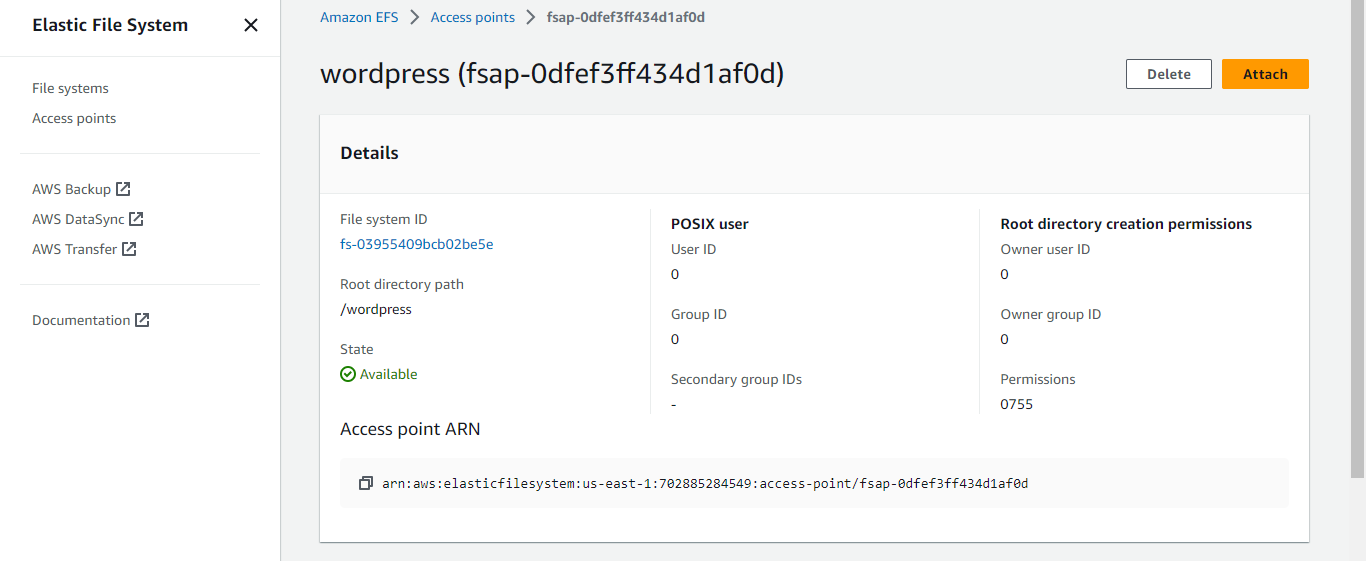 Elastic File System
File systems
Access points
AWS Backup
AWS DataSync
AWS Transfer
Documentation
Amazon EFS > Access points > fsap-0dfef3ff434d1af0d
wordpress (fsap-0dfef3ff434d1af0d)
Delete
Attach
Details
File system ID
fs-03955409bcb02be5e
Root directory path
/wordpress
State
Available
POSIX user
User ID
0
Group ID
0
Secondary group IDs
-
Root directory creation permissions
Owner user ID
0
Owner group ID
0
Permissions
0755
Access point ARN
arn:aws:elasticfilesystem:us-east-1:702885284549:access-point/fsap-0dfef3ff434d1af0d